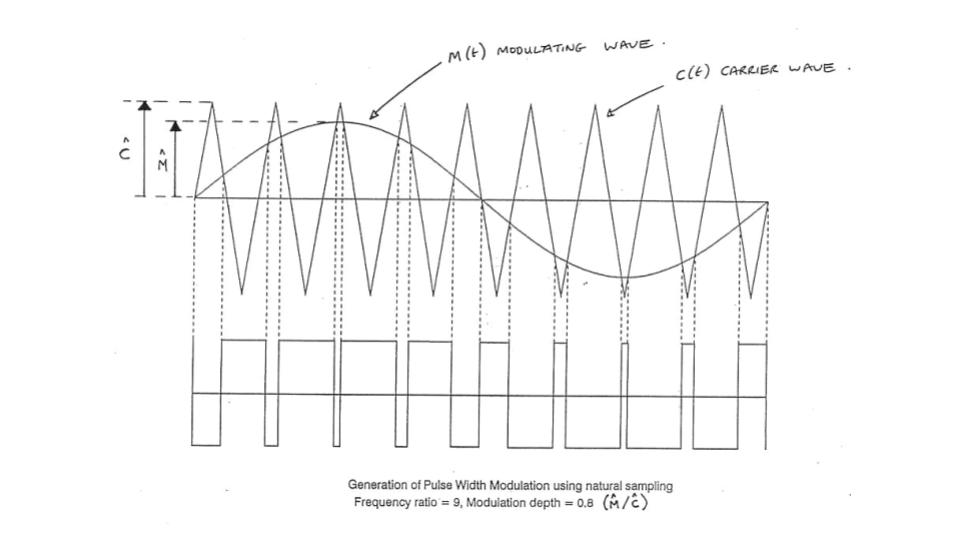 M(t) MODULATING WAVE.
C(t) CARRIER WAVE.
Ĉ
M̂
Generation of Pulse Width Modulation using natural sampling
Frequency ratio = 9, Modulation depth = 0.8 (M̂/Ĉ)